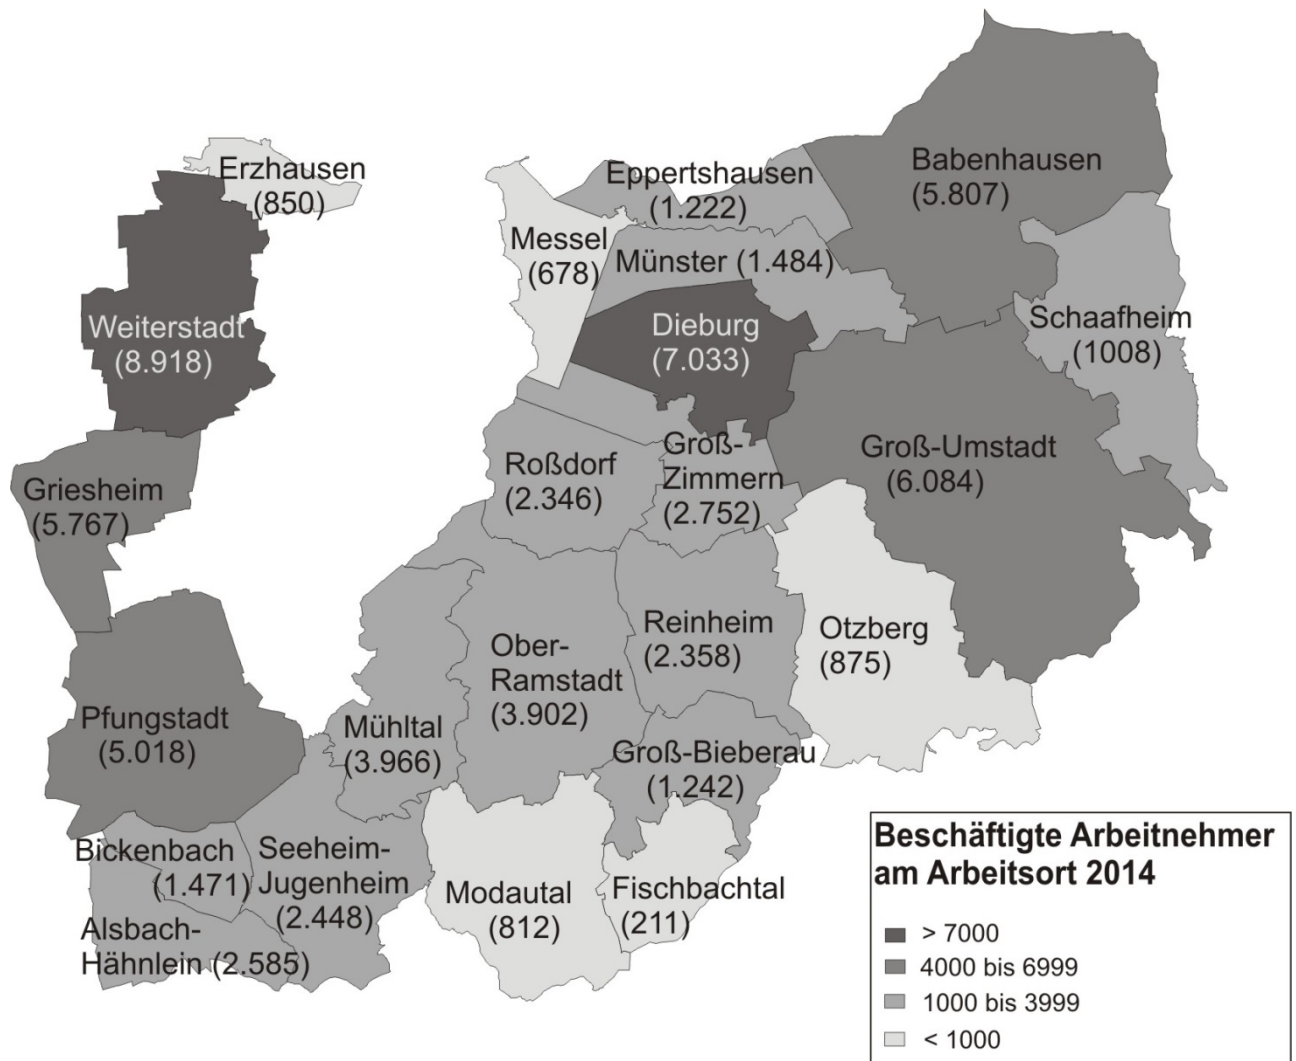 Erzhausen
(850)
Eppertshausen
(1.222)
Babenhausen
(5.807)
Messel
(678)
Münster (1.484)
Weiterstadt
(8.918)
Dieburg
(7.033)
Schaafheim
(1008)
Griesheim
(5.767)
Roßdorf
(2.346)
Groß-
Zimmern
(2.752)
Groß-Umstadt
(6.084)
Pfungstadt
(5.018)
Mühltal
(3.966)
Ober-
Ramstadt
(3.902)
Reinheim
(2.358)
Otzberg
(875)
Groß-Bieberau
(1.242)
Bickenbach
(1.471)
Seeheim-
Jugenheim
(2.448)
Modautal
(812)
Fischbachtal
(211)
Alsbach-
Hähnlein (2.585)
Beschäftigte Arbeitnehmer
am Arbeitsort 2014
> 7000
4000 bis 6999
1000 bis 3999
< 1000